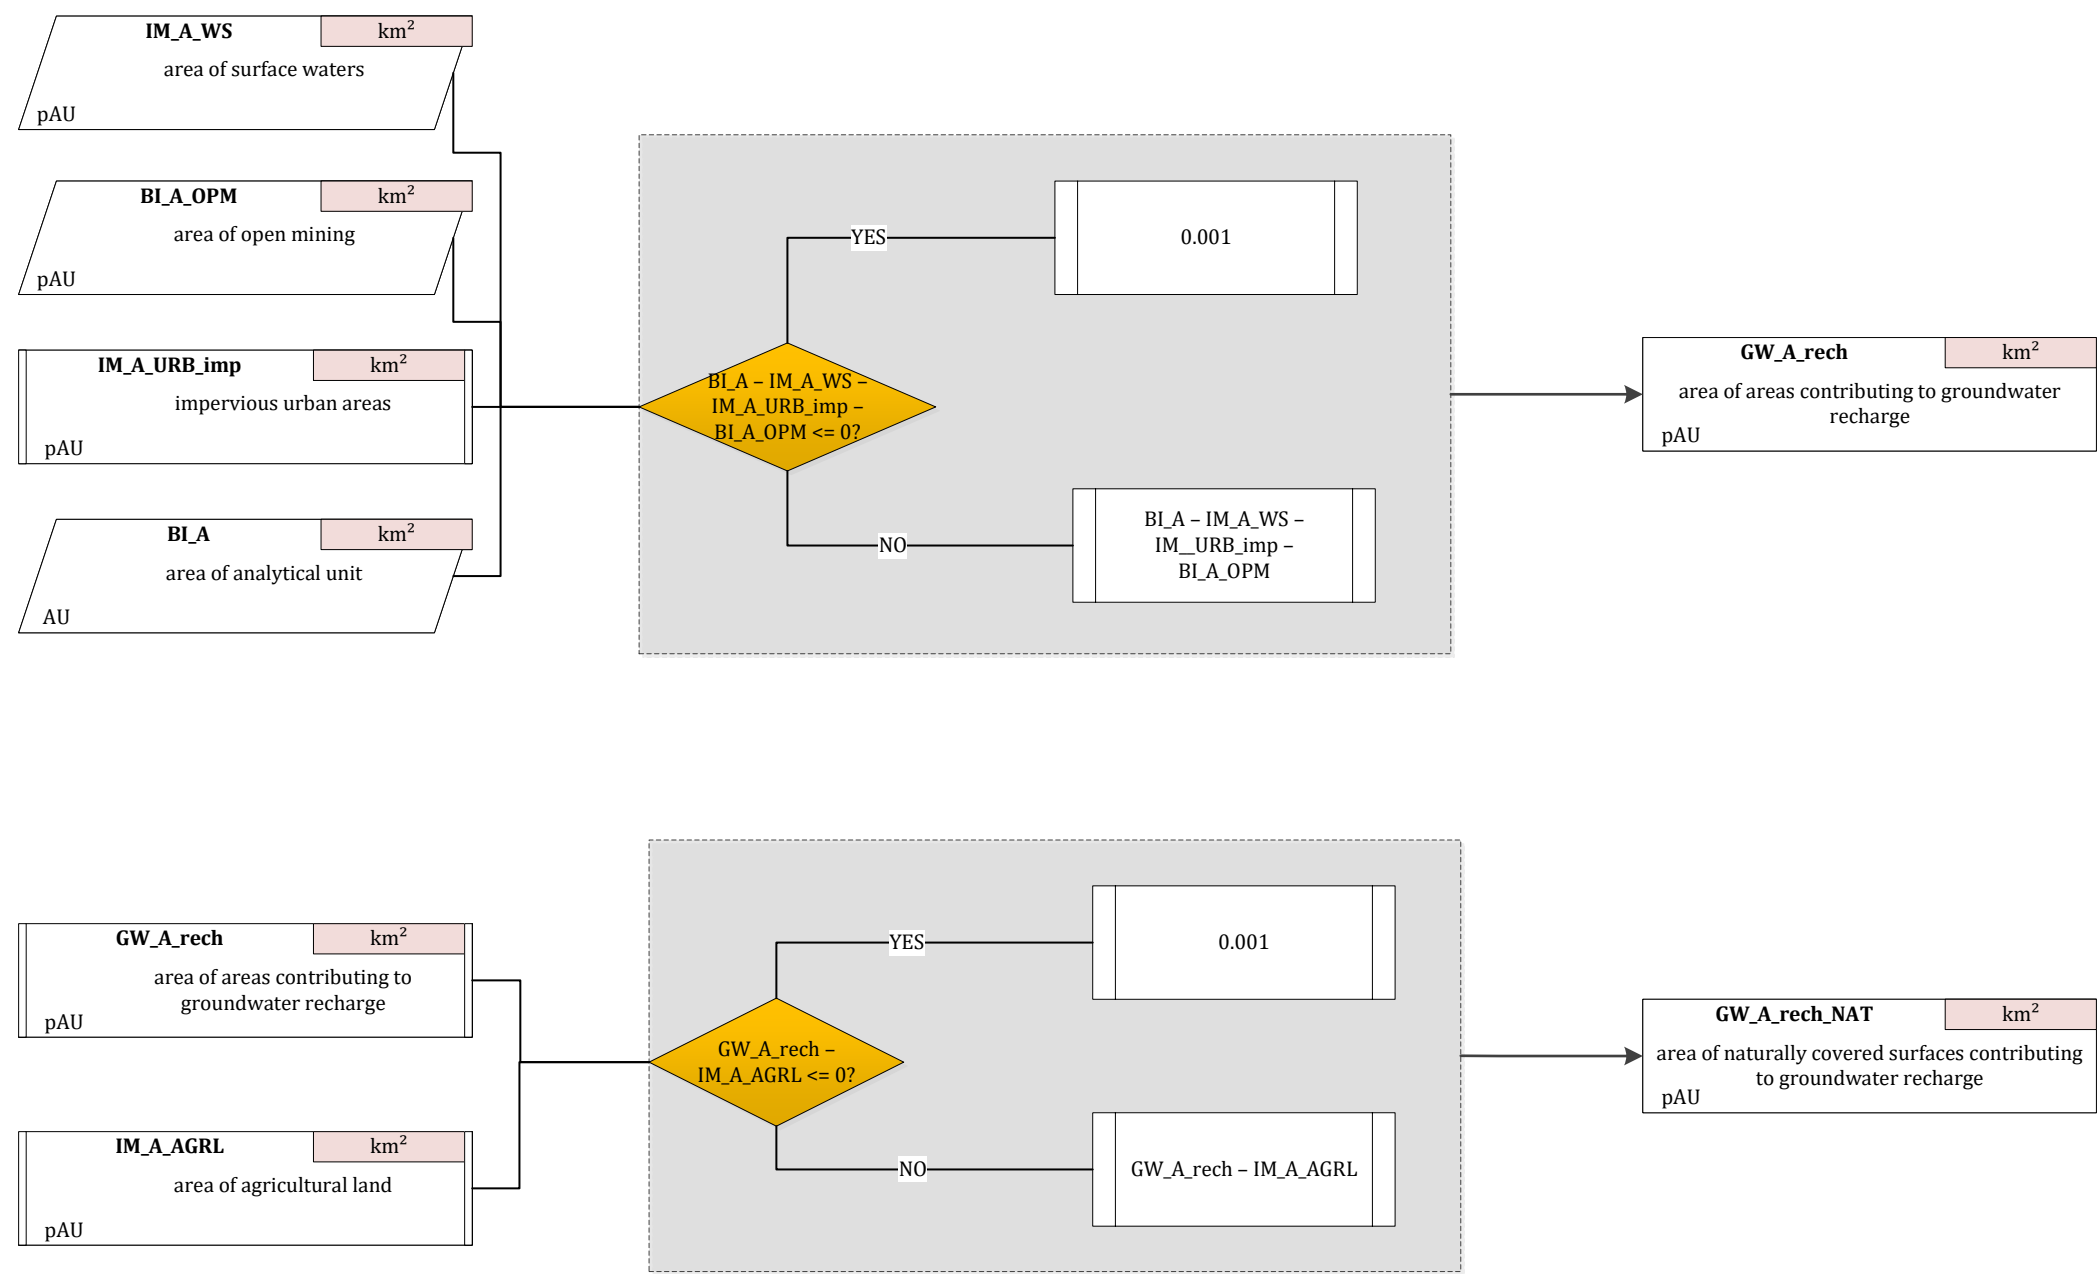 IM_A_WS km²
area of surface waters
pAU
BI_A_OPM km²
area of open mining
pAU
IM_A_URB_imp km²
impervious urban areas
pAU
BI_A km²
area of analytical unit
AU
BI_A – IM_A_WS –
IM_A_URB_imp –
BI_A_OPM <= 0?
YES
0.001
NO
BI_A – IM_A_WS –
IM__URB_imp –
BI_A_OPM
GW_A_rech km²
area of areas contributing to groundwater
recharge
pAU
GW_A_rech km²
area of areas contributing to
groundwater recharge
pAU
IM_A_AGRL km²
area of agricultural land
pAU
GW_A_rech –
IM_A_AGRL <= 0?
YES
0.001
NO
GW_A_rech – IM_A_AGRL
GW_A_rech_NAT km²
area of naturally covered surfaces contributing
to groundwater recharge
pAU